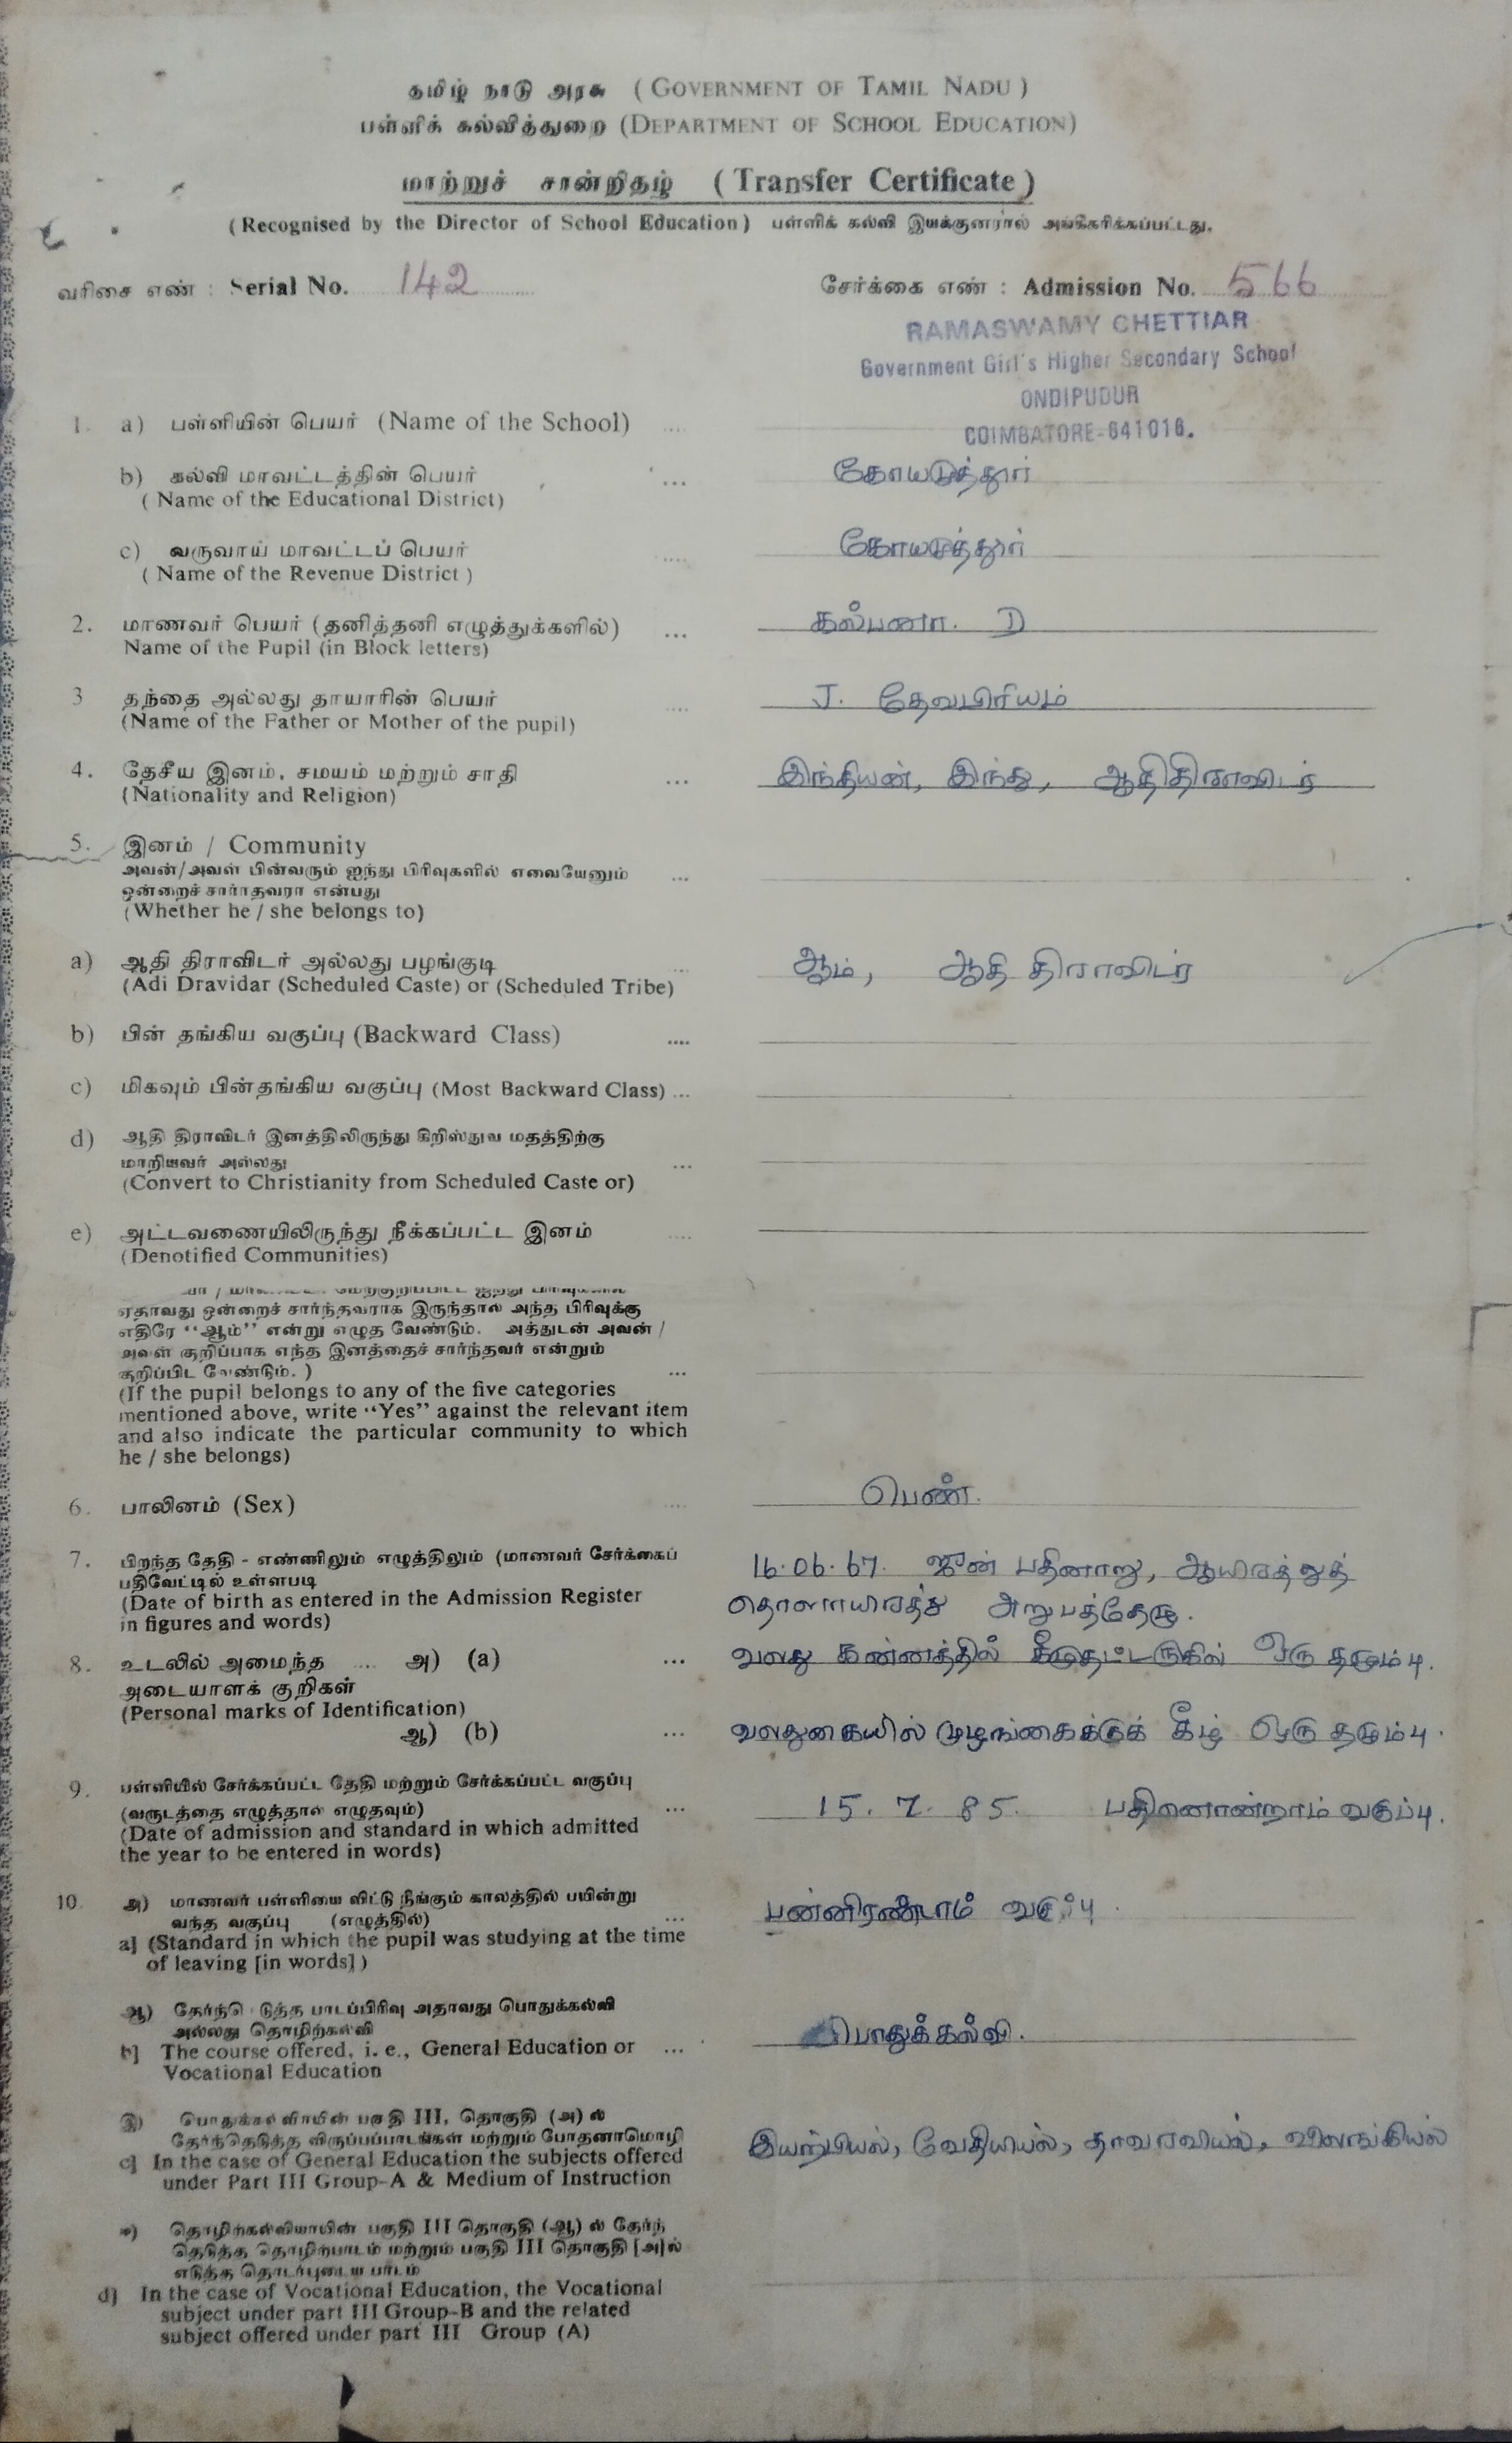 தமிழ் நாடு அரசு ( GOVERNMENT OF TAMIL NADU )
பள்ளிக் கல்வித்துறை (DEPARTMENT OF SCHOOL EDUCATION)
மாற்றுச் சான்றிதழ் ( Transfer Certificate )
(Recognised by the Director of School Education) பள்ளிக் கல்வி இயக்குனரால் அங்கீகரிக்கப்பட்டது.
வரிசை எண் : Serial No. 142 சேர்க்கை எண் : Admission No. 566
RAMASWAMY CHETTIAR
Government Girl's Higher Secondary School
ONDIPUDUR
COIMBATORE-641016.
1. a) பள்ளியின் பெயர் (Name of the School) ....
b) கல்வி மாவட்டத்தின் பெயர் ... கோயமுத்தூர்
( Name of the Educational District)
c) வருவாய் மாவட்டப் பெயர் .... கோயமுத்தூர்
( Name of the Revenue District )
2. மாணவர் பெயர் (தனித்தனி எழுத்துக்களில்) ... கல்பனா. D
Name of the Pupil (in Block letters)
3 தந்தை அல்லது தாயாரின் பெயர் .... J. தேவபிரியம்
(Name of the Father or Mother of the pupil)
4. தேசீய இனம், சமயம் மற்றும் சாதி ... இந்தியன், இந்து, ஆதிதிராவிடர்
(Nationality and Religion)
5. இனம் / Community
அவன்/அவள் பின்வரும் ஐந்து பிரிவுகளில் எவையேனும் ...
ஒன்றைச் சார்ந்தவரா என்பது
(Whether he / she belongs to)
a) ஆதி திராவிடர் அல்லது பழங்குடி .... ஆம், ஆதி திராவிடர்
(Adi Dravidar (Scheduled Caste) or (Scheduled Tribe)
b) பின் தங்கிய வகுப்பு (Backward Class) ....
c) மிகவும் பின்தங்கிய வகுப்பு (Most Backward Class) ...
d) ஆதி திராவிடர் இனத்திலிருந்து கிறிஸ்துவ மதத்திற்கு
மாறியவர் அல்லது ...
(Convert to Christianity from Scheduled Caste or)
e) அட்டவணையிலிருந்து நீக்கப்பட்ட இனம் ....
(Denotified Communities)
ஏதாவது ஒன்றைச் சார்ந்தவராக இருந்தால் அந்த பிரிவுக்கு
எதிரே “ஆம்” என்று எழுத வேண்டும். அத்துடன் அவன் /
அவள் குறிப்பாக எந்த இனத்தைச் சார்ந்தவர் என்றும்
குறிப்பிட வேண்டும். ) ...
(If the pupil belongs to any of the five categories
mentioned above, write “Yes” against the relevant item
and also indicate the particular community to which
he / she belongs)
6. பாலினம் (Sex) .... பெண்.
7. பிறந்த தேதி - எண்ணிலும் எழுத்திலும் (மாணவர் சேர்க்கைப் 16.06.67. ஜுன் பதினாறு, ஆயிரத்துத்
பதிவேட்டில் உள்ளபடி
(Date of birth as entered in the Admission Register தொளாயிரத்து அறுபத்தேழு.
in figures and words)
8. உடலில் அமைந்த .... அ) (a) ... வலது கன்னத்தில் கீழுதட்டருகில் ஒரு தழும்பு.
அடையாளக் குறிகள்
(Personal marks of Identification)
ஆ) (b) ... வலதுகையில் முழங்கைக்குக் கீழ் ஒரு தழும்பு.
9. பள்ளியில் சேர்க்கப்பட்ட தேதி மற்றும் சேர்க்கப்பட்ட வகுப்பு
(வருடத்தை எழுத்தால் எழுதவும்) ... 15. 7. 85. பதினொன்றாம் வகுப்பு.
(Date of admission and standard in which admitted
the year to be entered in words)
10. அ) மாணவர் பள்ளியை விட்டு நீங்கும் காலத்தில் பயின்று
வந்த வகுப்பு (எழுத்தில்) ... பன்னிரண்டாம் வகுப்பு
a] (Standard in which the pupil was studying at the time
of leaving [in words] )
ஆ) தேர்ந்தெடுத்த பாடப்பிரிவு அதாவது பொதுக்கல்வி
அல்லது தொழிற்கல்வி
b] The course offered, i. e., General Education or ... பொதுக்கல்வி.
Vocational Education
இ) பொதுக்கல்வியின் பகுதி III, தொகுதி (அ) ல்
தேர்ந்தெடுத்த விருப்பப்பாடங்கள் மற்றும் போதனாமொழி
c] In the case of General Education the subjects offered இயற்பியல், வேதியியல், தாவரவியல், விலங்கியல்
under Part III Group-A & Medium of Instruction
ஈ) தொழிற்கல்வியாயின் பகுதி III தொகுதி (ஆ) ல் தேர்ந்
தெடுத்த தொழிற்பாடம் மற்றும் பகுதி III தொகுதி [அ]ல்
எடுத்த தொடர்புடைய பாடம்
d] In the case of Vocational Education, the Vocational
subject under part III Group-B and the related
subject offered under part III Group (A)